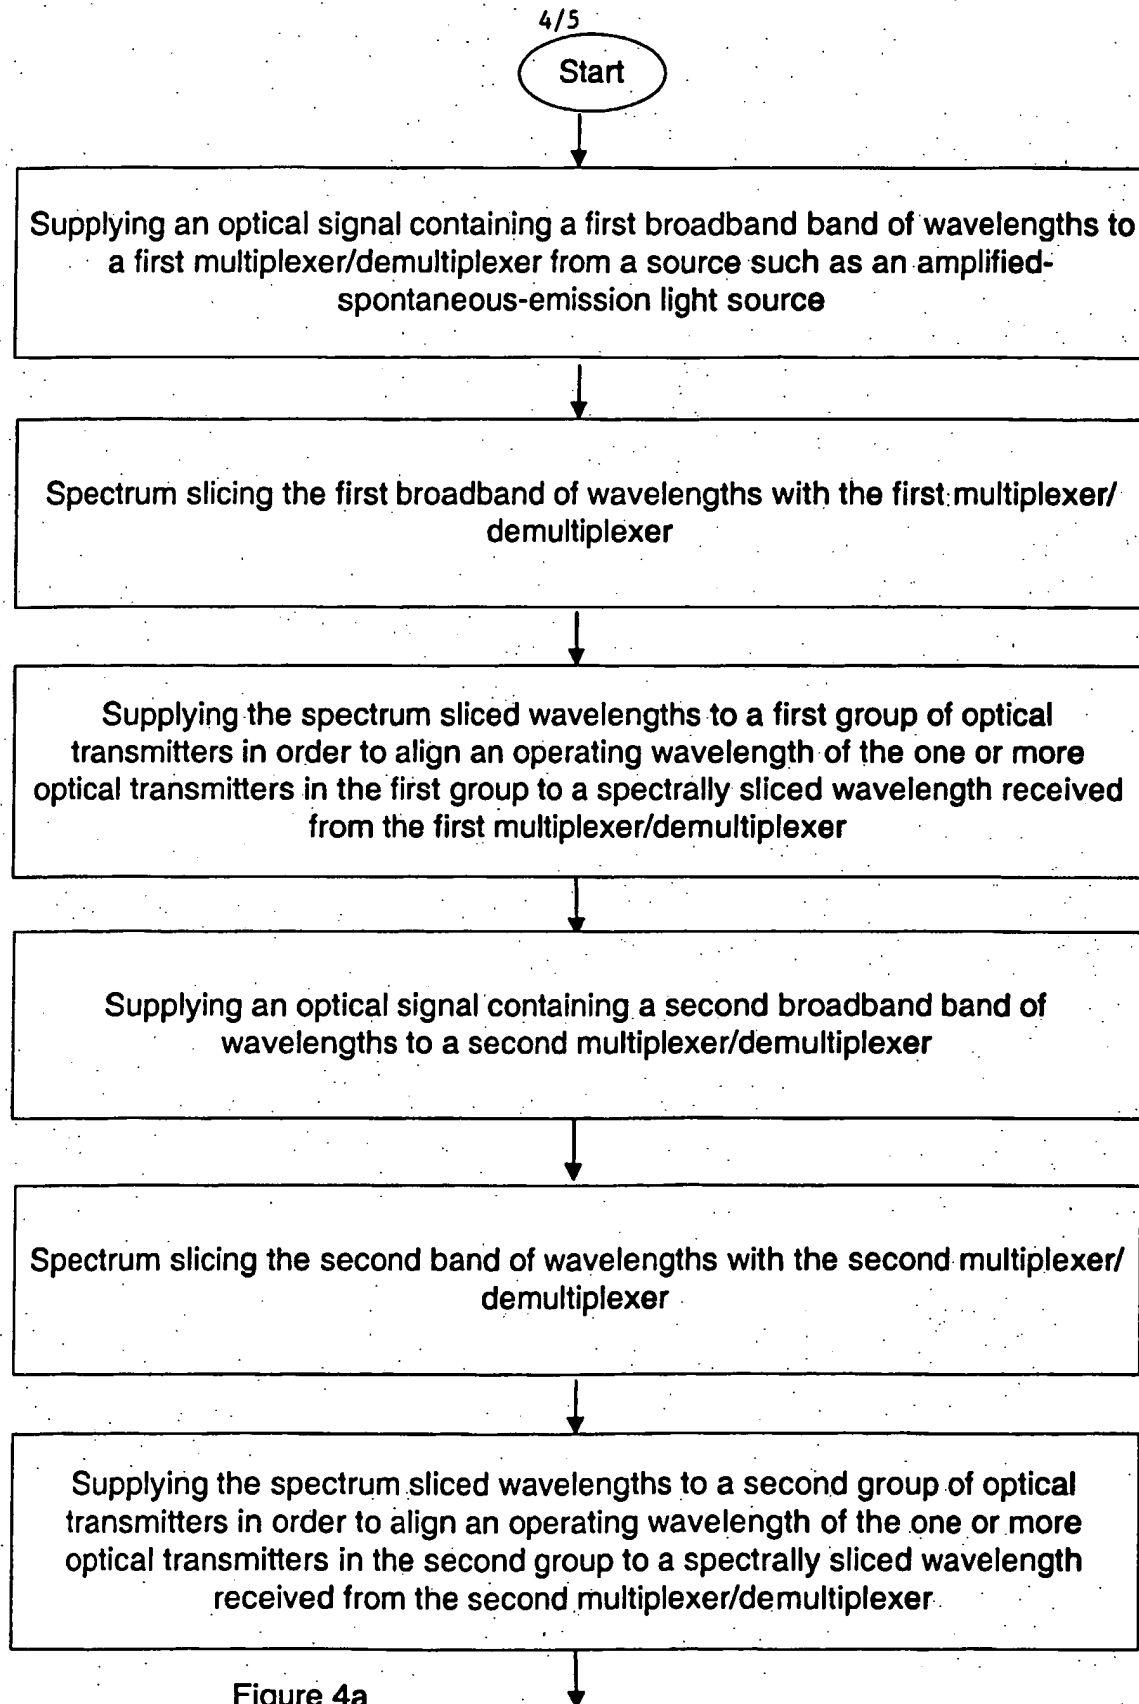 4/5
Start
Supplying an optical signal containing a first broadband band of wavelengths to
a first multiplexer/demultiplexer from a source such as an amplified-
spontaneous-emission light source
Spectrum slicing the first broadband of wavelengths with the first multiplexer/
demultiplexer
Supplying the spectrum sliced wavelengths to a first group of optical
transmitters in order to align an operating wavelength of the one or more
optical transmitters in the first group to a spectrally sliced wavelength received
from the first multiplexer/demultiplexer
Supplying an optical signal containing a second broadband band of
wavelengths to a second multiplexer/demultiplexer
Spectrum slicing the second band of wavelengths with the second multiplexer/
demultiplexer
Supplying the spectrum sliced wavelengths to a second group of optical
transmitters in order to align an operating wavelength of the one or more
optical transmitters in the second group to a spectrally sliced wavelength
received from the second multiplexer/demultiplexer
Figure 4a